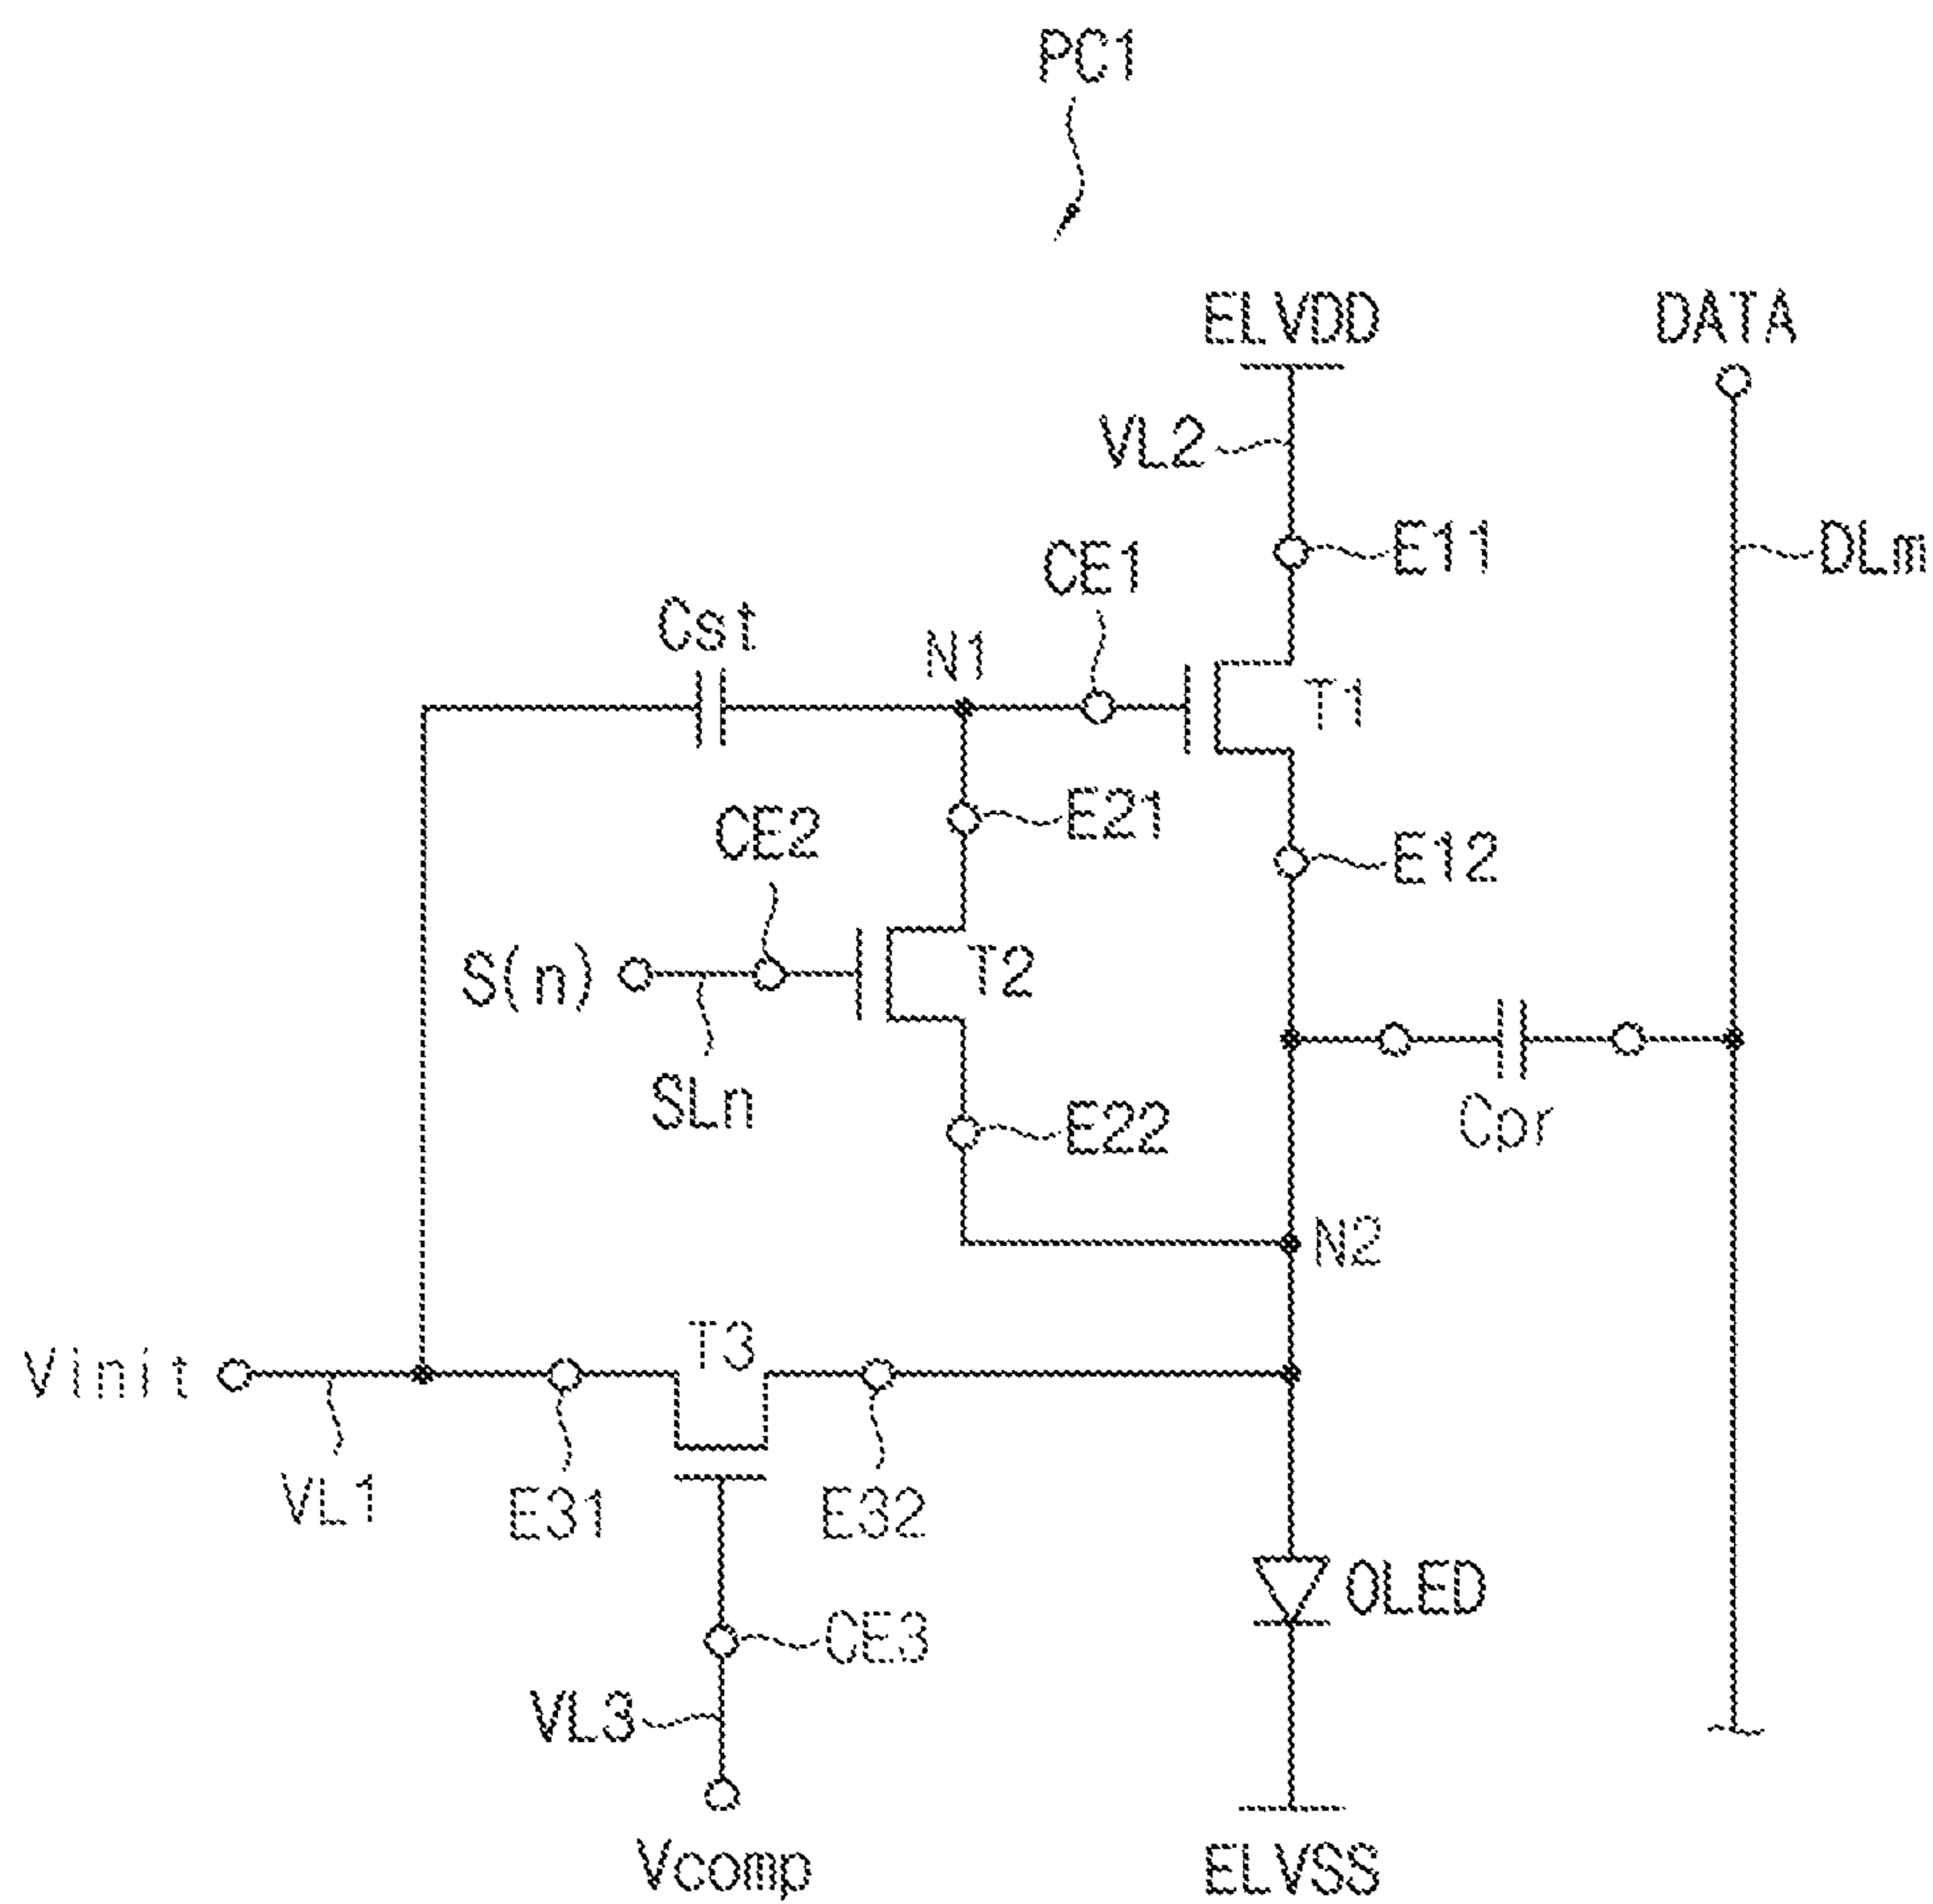 PC1
ELVDD
DATA
VL2
E11
DLm
CE1
Cst
N1
T1
E21
CE2
E12
S(n)
T2
SLn
E22
Cpr
N2
T3
Vinit
VL1
E31
E32
OLED
CE3
VL3
Vcomp
ELVSS